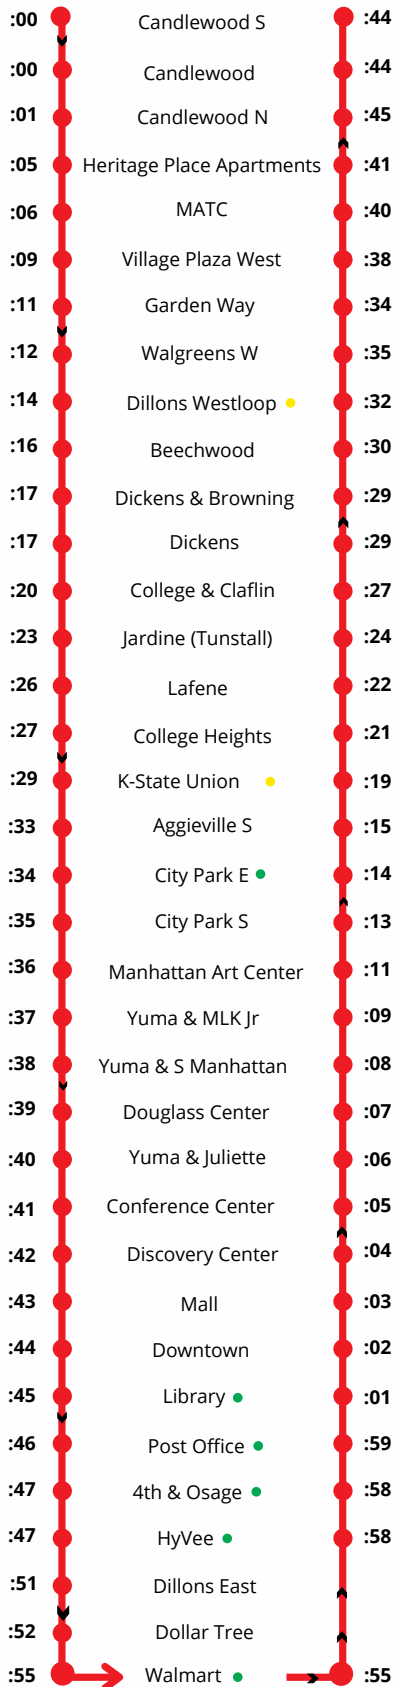 :00 Candlewood S :44
:00 Candlewood :44
:01 Candlewood N :45
:05 Heritage Place Apartments :41
:06 MATC :40
:09 Village Plaza West :38
:11 Garden Way :34
:12 Walgreens W :35
:14 Dillons Westloop :32
:16 Beechwood :30
:17 Dickens & Browning :29
:17 Dickens :29
:20 College & Claflin :27
:23 Jardine (Tunstall) :24
:26 Lafene :22
:27 College Heights :21
:29 K-State Union :19
:33 Aggieville S :15
:34 City Park E :14
:35 City Park S :13
:36 Manhattan Art Center :11
:37 Yuma & MLK Jr :09
:38 Yuma & S Manhattan :08
:39 Douglass Center :07
:40 Yuma & Juliette :06
:41 Conference Center :05
:42 Discovery Center :04
:43 Mall :03
:44 Downtown :02
:45 Library :01
:46 Post Office :59
:47 4th & Osage :58
:47 HyVee :58
:51 Dillons East
:52 Dollar Tree
:55 Walmart :55